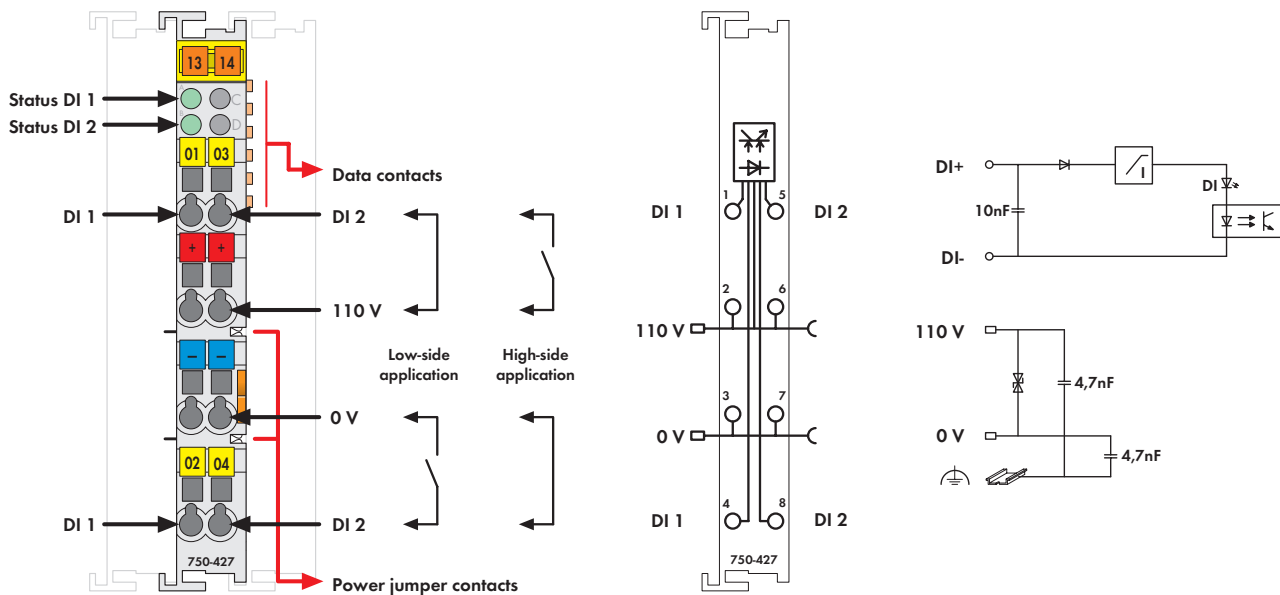 13 14
A
C
Status DI 1
B
D
Status DI 2
01 03
Data contacts
DI 1
DI 2
+ +
110 V
Low-side
application
High-side
application
− −
0 V
02 04
DI 1
DI 2
750-427
Power jumper contacts
1 5
DI 1
DI 2
2 6
110 V
3 7
0 V
4 8
DI 1
DI 2
750-427
DI+
I
DI
10nF
DI-
110 V
4,7nF
0 V
4,7nF